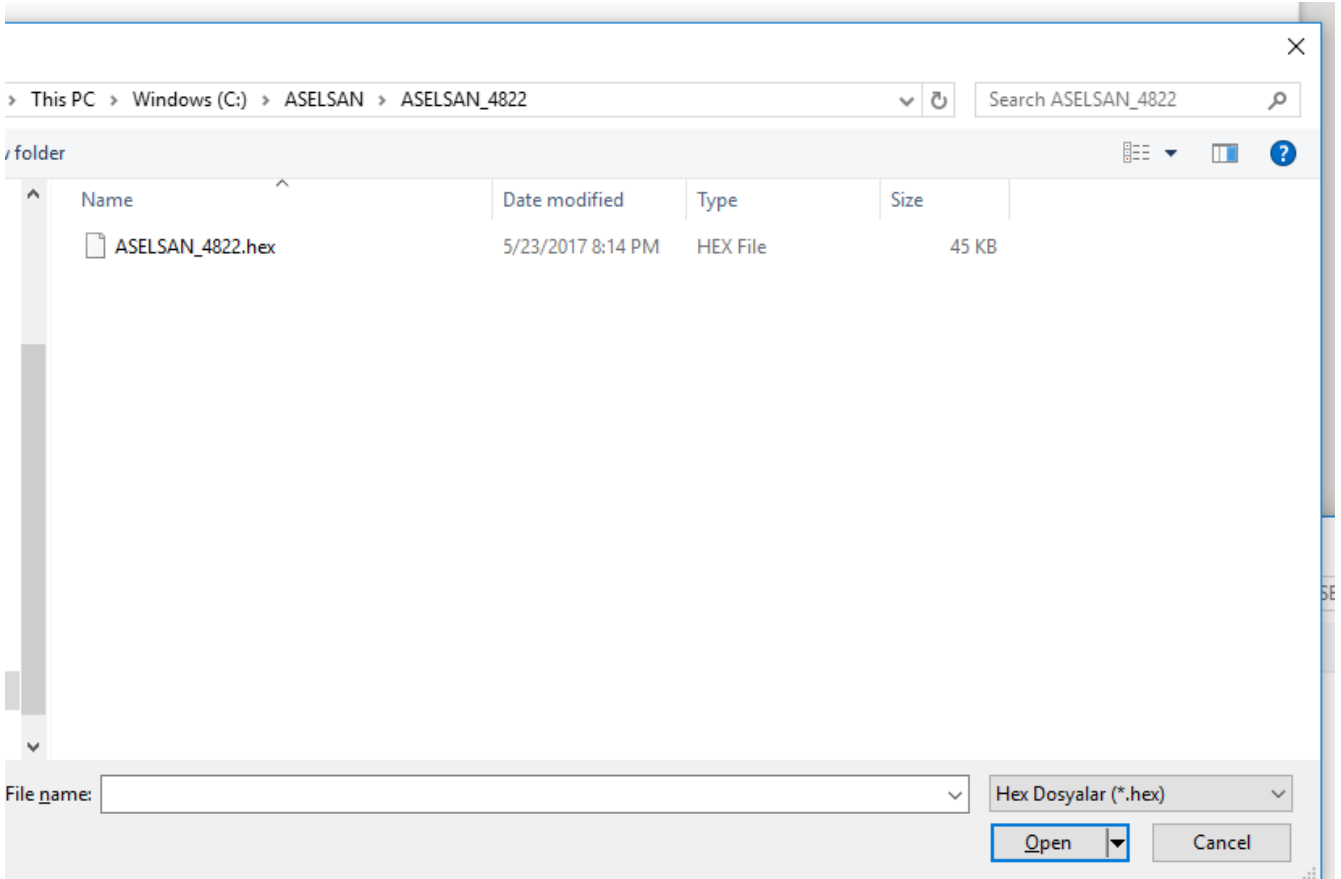 This PC > Windows (C:) > ASELSAN > ASELSAN_4822 Search ASELSAN_4822
folder
Name Date modified Type Size
ASELSAN_4822.hex 5/23/2017 8:14 PM HEX File 45 KB
File name: Hex Dosyalar (*.hex)
Open Cancel